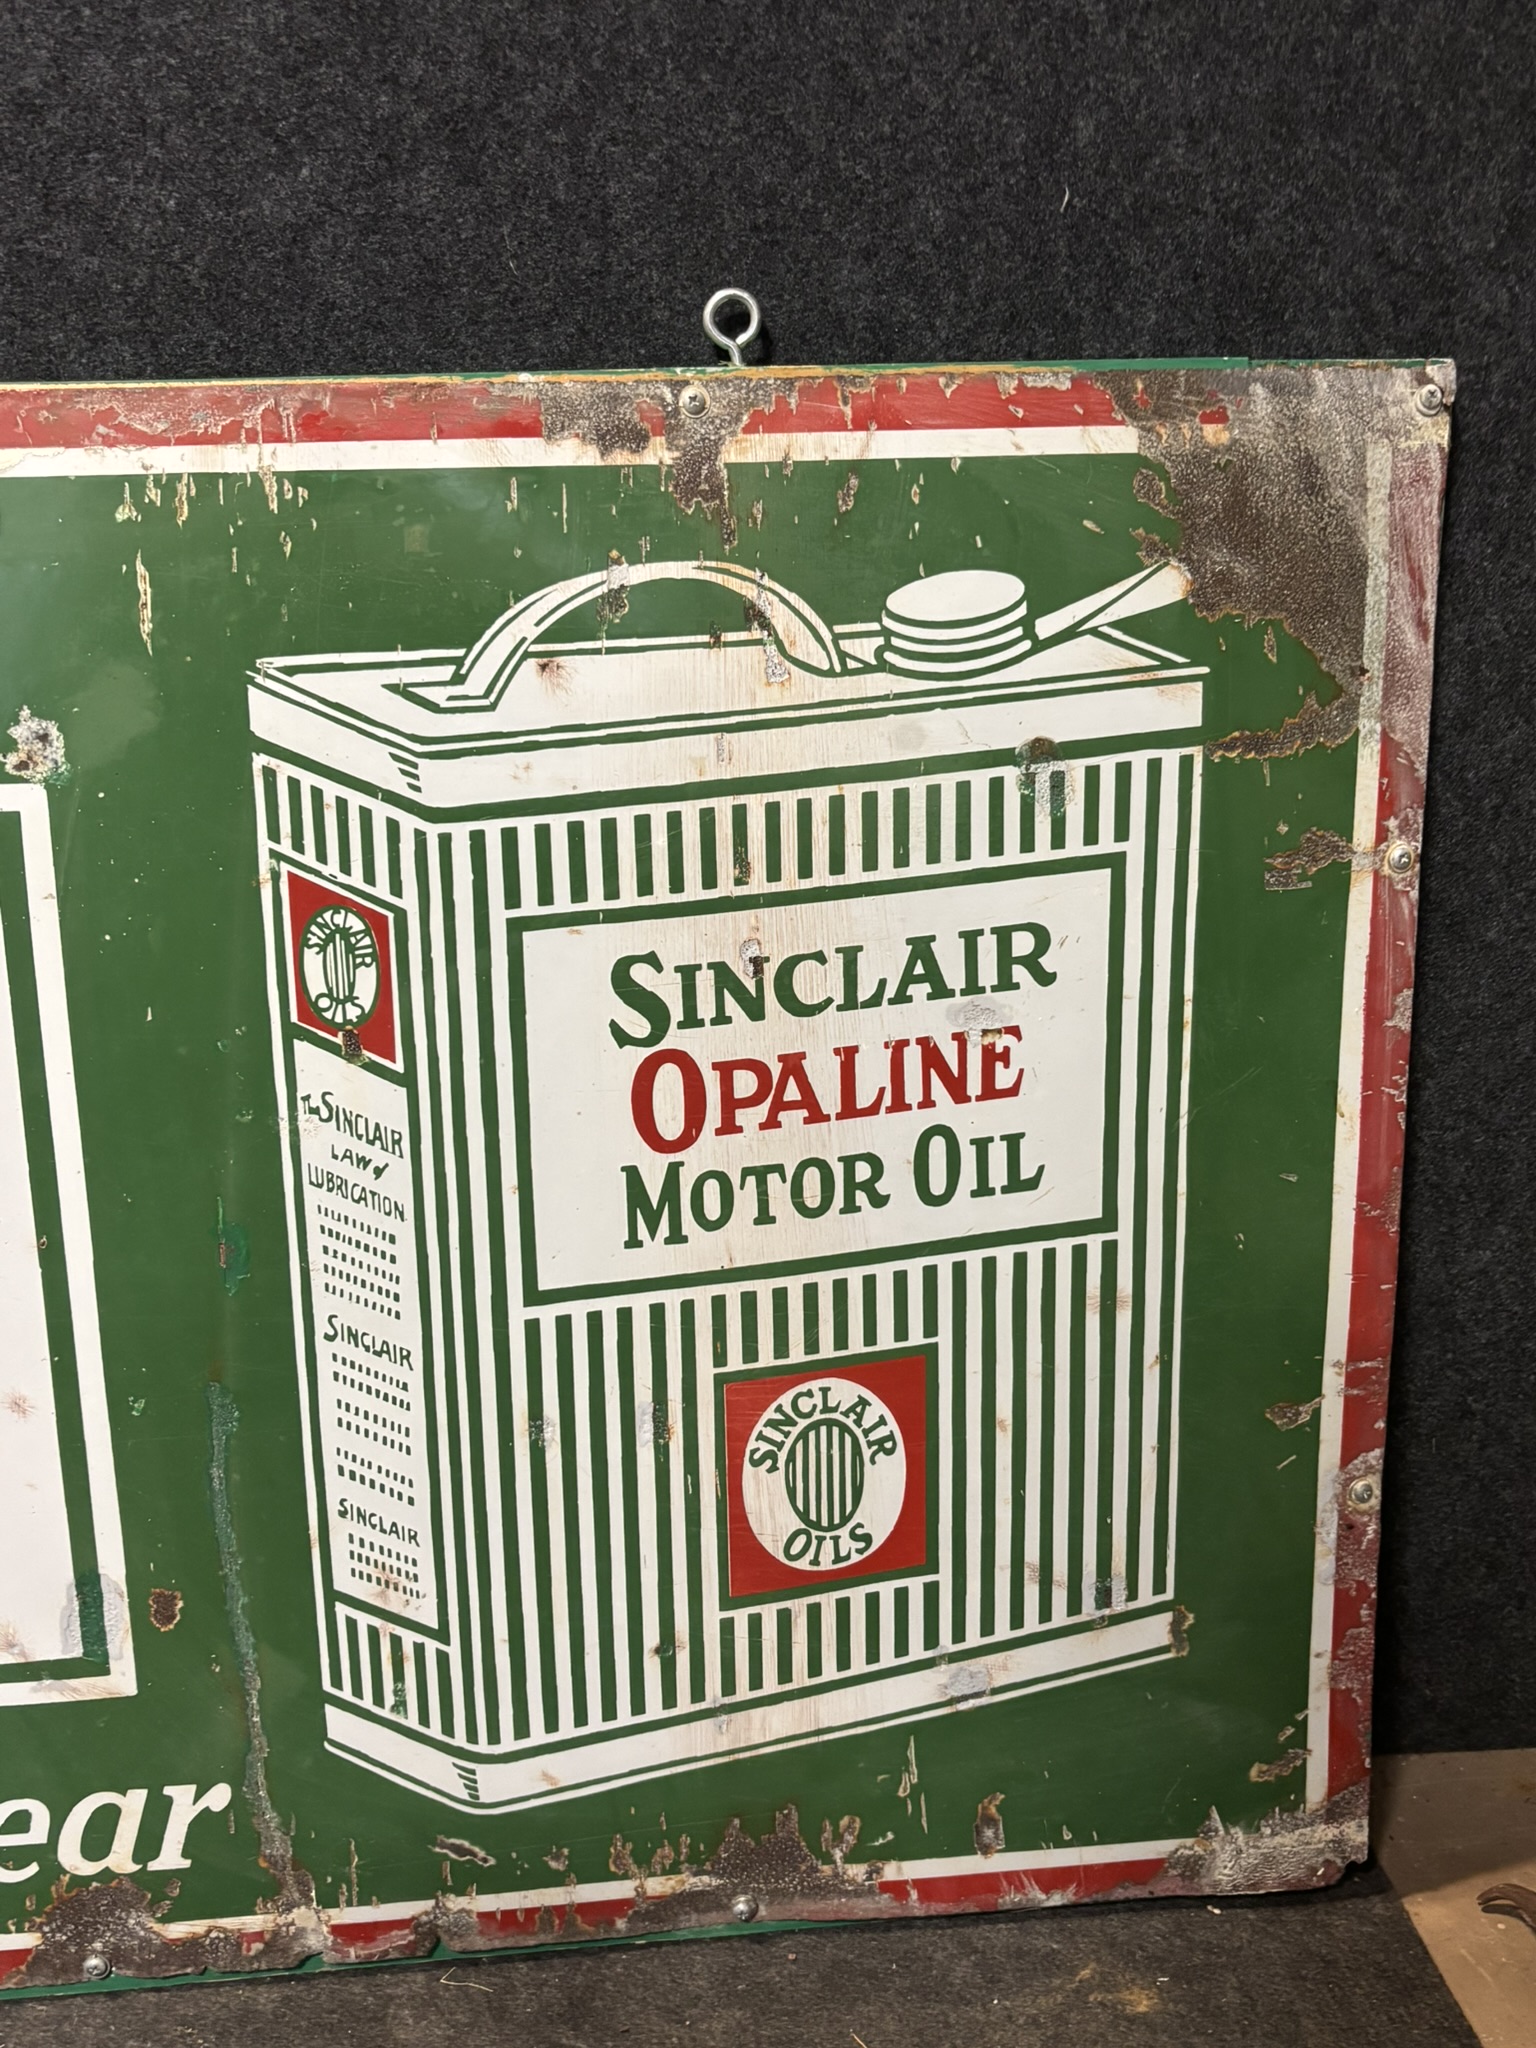 SINCLAIR
OILS
The SINCLAIR
LAW of
LUBRICATION
SINCLAIR
SINCLAIR
SINCLAIR
OPALINE
MOTOR OIL
SINCLAIR
OILS
ear